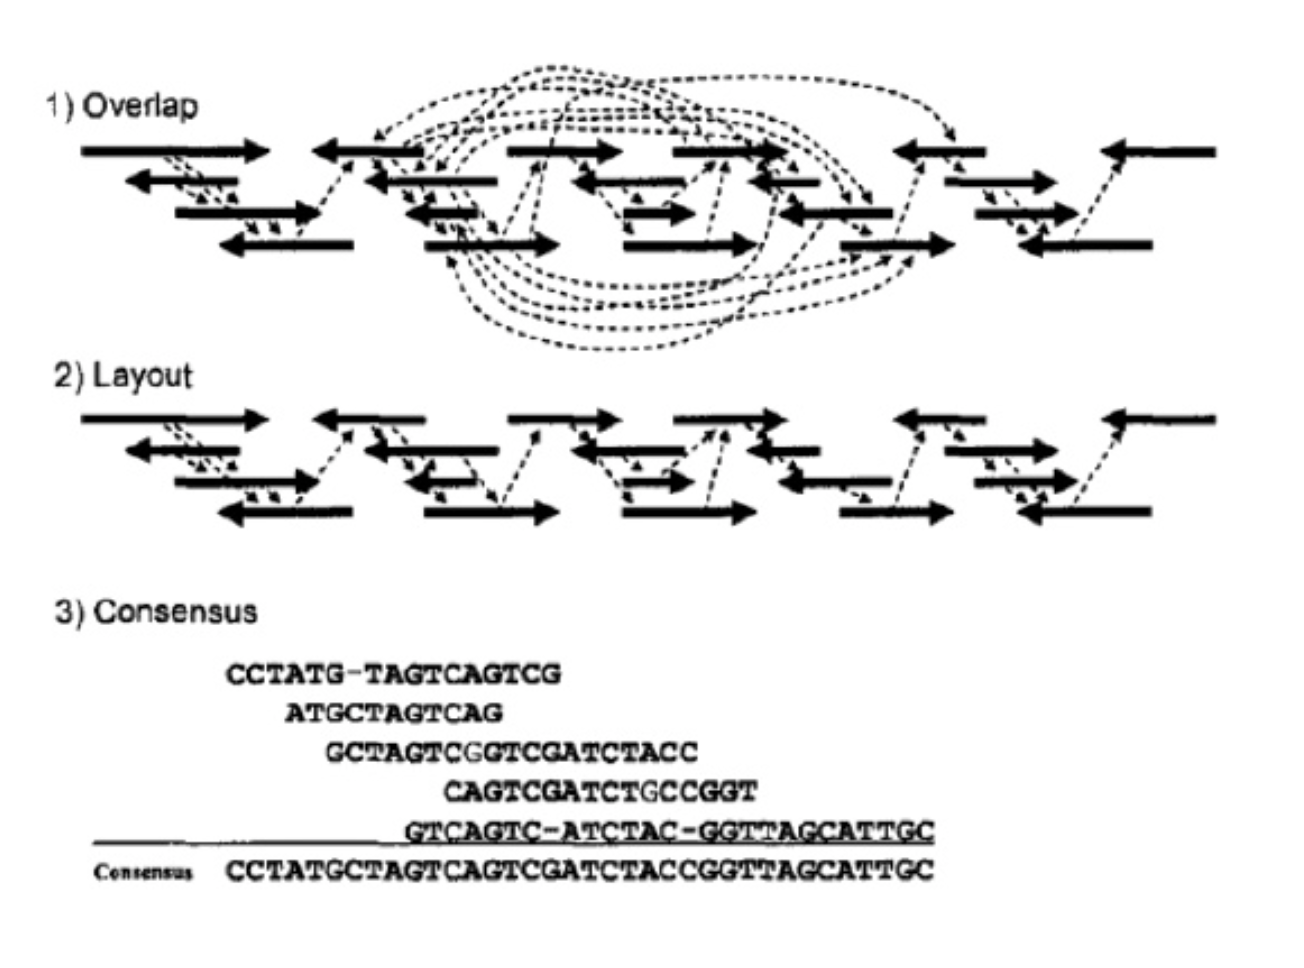 1) Overlap
2) Layout
3) Consensus
CCTATG-TAGTCAGTCG
ATGCTAGTCAG
GCTAGTCGGTCGATCTACC
CAGTCGATCTGCCGGT
GTCAGTC-ATCTAC-GGTTAGCATTGC
Consensus CCTATGCTAGTCAGTCGATCTACCGGTTAGCATTGC